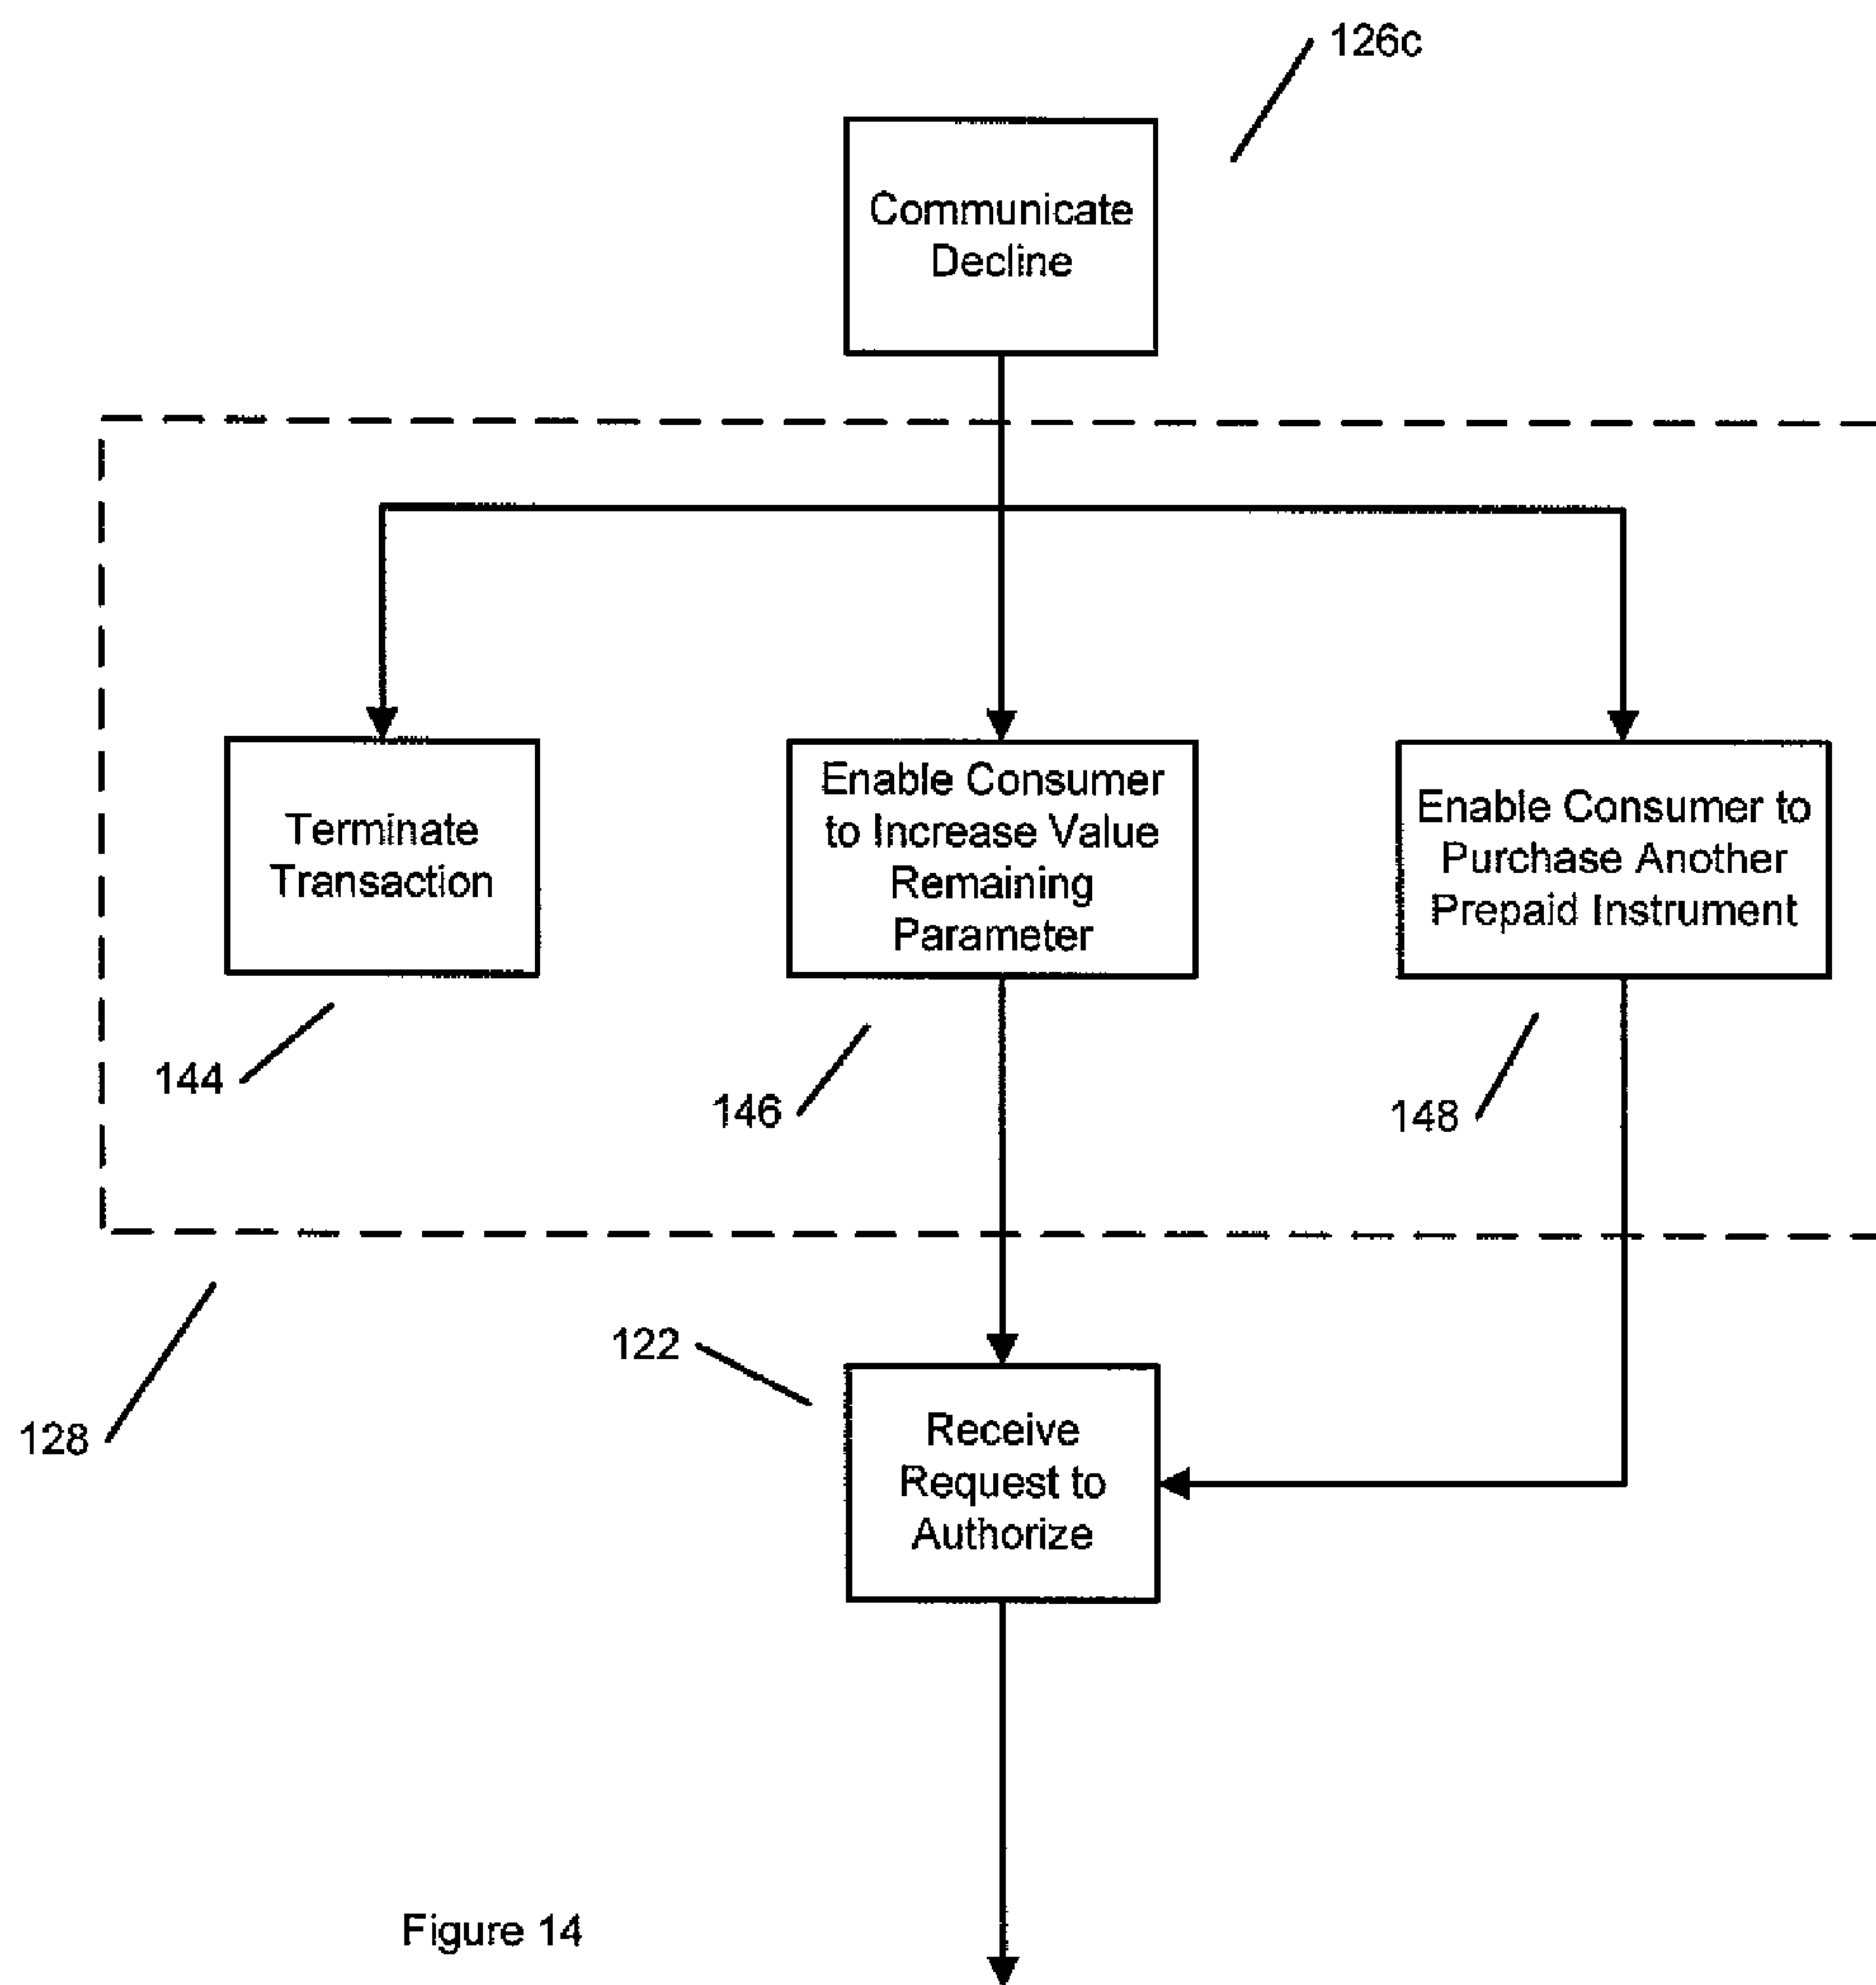 126c
Communicate
Decline
Terminate
Transaction
Enable Consumer
to Increase Value
Remaining
Parameter
Enable Consumer to
Purchase Another
Prepaid Instrument
144
146
148
122
128
Receive
Request to
Authorize
Figure 14